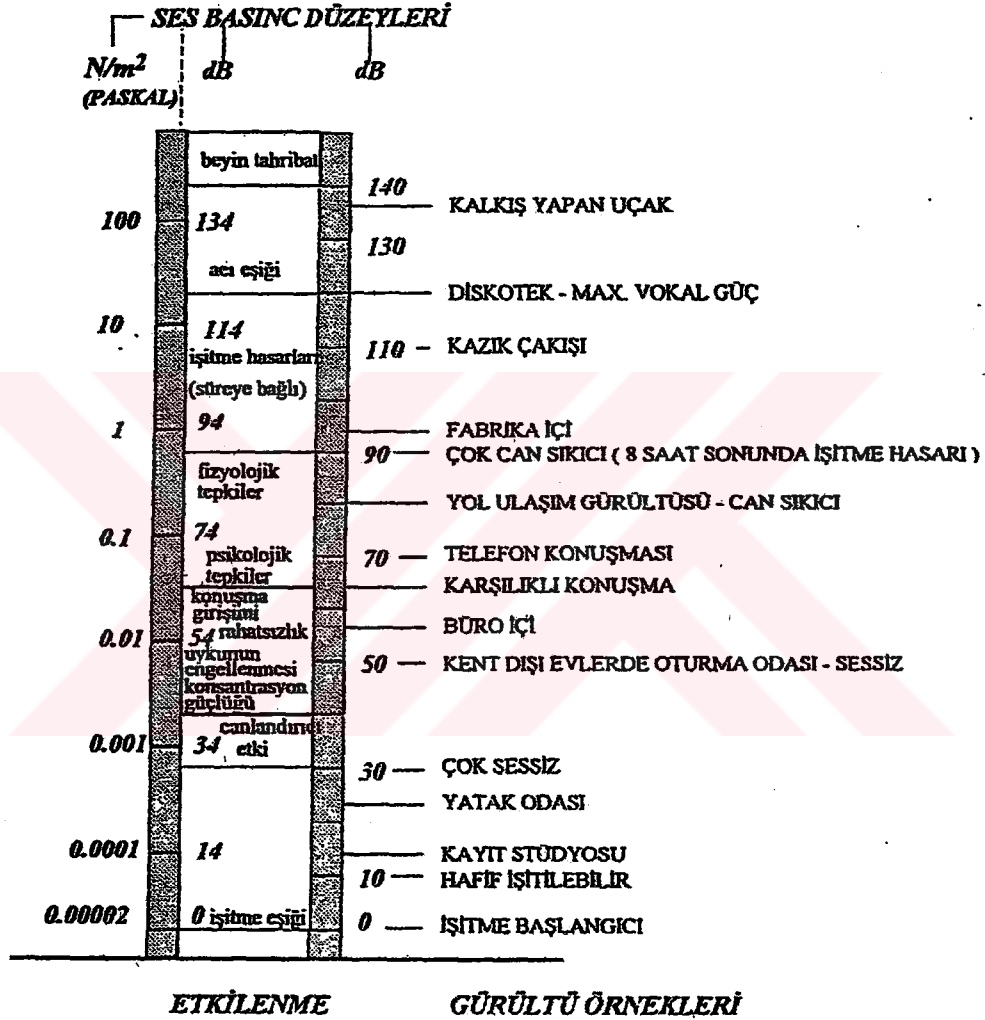 SES BASINC DÜZEYLERİ
N/m² dB dB
(PASKAL)
beyin tahribat
140
KALKIŞ YAPAN UÇAK
100 134
130
acı eşiği
DİSKOTEK - MAX. VOKAL GÜÇ
10 114
işitme hasarları
110 KAZIK ÇAKIŞI
(süreye bağlı)
1 94
FABRIKA İÇİ
90 ÇOK CAN SIKICI ( 8 SAAT SONUNDA İŞİTME HASARI )
fizyolojik
tepkiler
YOL ULAŞIM GÜRÜLTÜSÜ - CAN SIKICI
0.1 74
psikolojik
70 TELEFON KONUŞMASI
tepkiler
KARŞILIKLI KONUŞMA
konuşma
girişimi
BÜRO İÇİ
0.01 54 rahatsızlık
uykunun
50 KENT DIŞI EVLERDE OTURMA ODASI - SESSİZ
engellenmesi
konsantrasyon
güçlüğü
canlandırıcı
0.001 34 etki
30 ÇOK SESSİZ
YATAK ODASI
0.0001 14
KAYIT STÜDYOSU
10 HAFİF İŞİTİLEBİLİR
0.00002 0 işitme eşiği
0 İŞİTME BAŞLANGICI
ETKİLENME GÜRÜLTÜ ÖRNEKLERİ